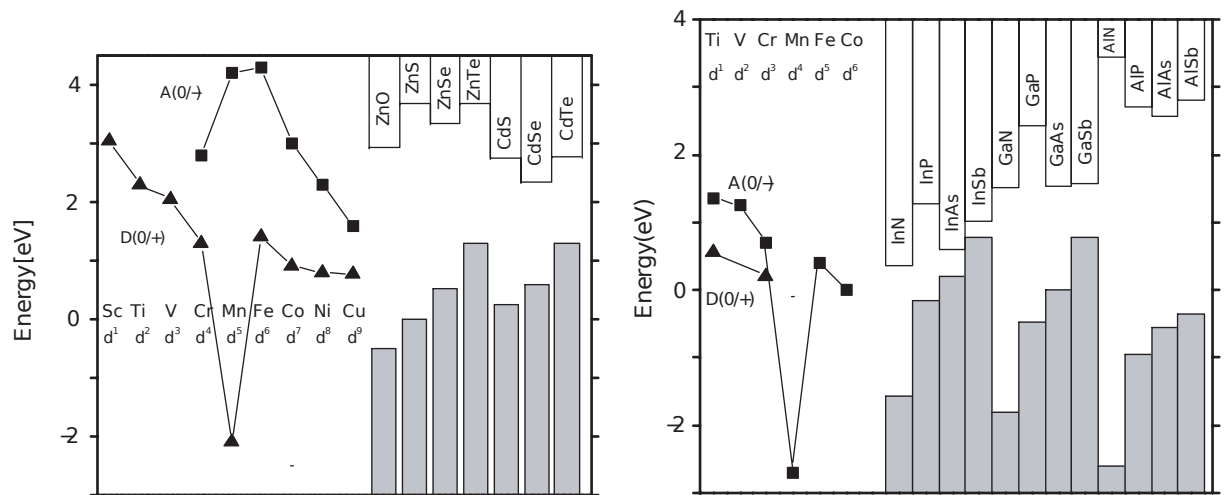 4
2
0
–2
Energy[eV]
A(0/-)
D(0/+)
Sc Ti V Cr Mn Fe Co Ni Cu
d1 d2 d3 d4 d5 d6 d7 d8 d9
ZnO
ZnS
ZnSe
ZnTe
CdS
CdSe
CdTe
4
2
0
–2
Energy(eV)
Ti V Cr Mn Fe Co
d1 d2 d3 d4 d5 d6
A(0/-)
D(0/+)
InN
InP
InAs
InSb
GaN
GaP
GaAs
GaSb
AlN
AlP
AlAs
AlSb